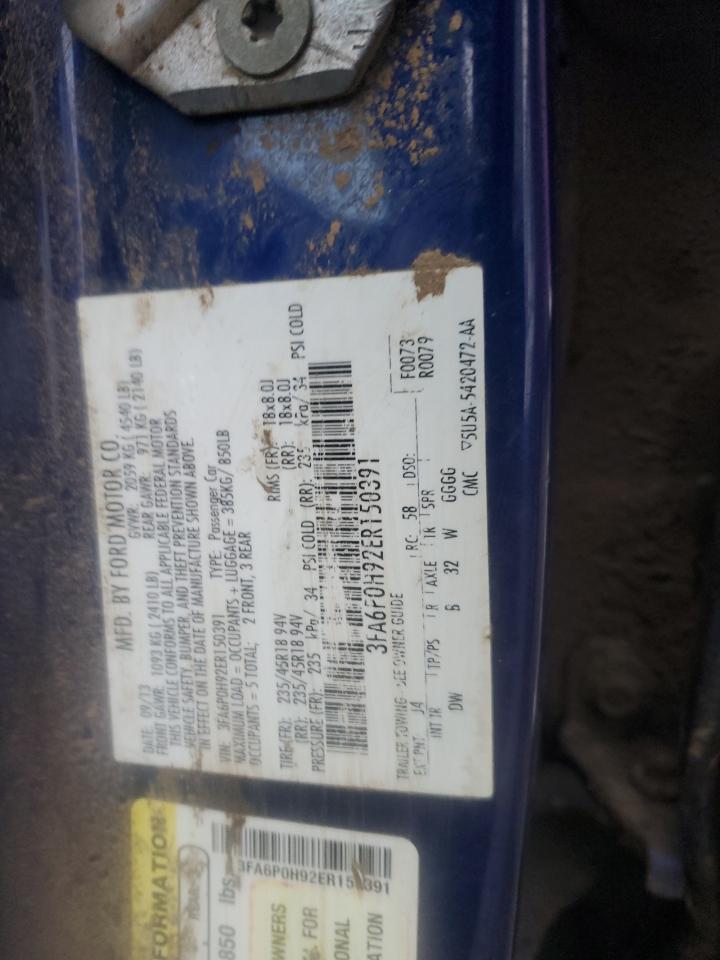 MFD. BY FORD MOTOR CO.
DATE: 09/13 GVWR: 2059 KG ( 4540 LB)
FRONT GAWR: 1093 KG ( 2410 LB) REAR GAWR: 971 KG ( 2140 LB)
THIS VEHICLE CONFORMS TO ALL APPLICABLE FEDERAL MOTOR
VEHICLE SAFETY, BUMPER, AND THEFT PREVENTION STANDARDS
IN EFFECT ON THE DATE OF MANUFACTURE SHOWN ABOVE.
VIN: 3FA6P0H92ER150391 TYPE: Passenger Car
MAXIMUM LOAD = OCCUPANTS + LUGGAGE = 385KG/ 850LB
OCCUPANTS = 5 TOTAL; 2 FRONT, 3 REAR
TIRE (FR): 235/45R18 94V RIMS (FR): 18x8.0J
(RR): 235/45R18 94V (RR): 18x8.0J
PRESSURE (FR): 235 kPa/ 34 PSI COLD (RR): 235 kPa/ 34 PSI COLD
3FA6P0H92ER150391
TRAILER TOWING - SEE OWNER GUIDE
EXT PNT: J4 RC: 58 DSO: F0073
R0079
INT TR TP/PS R AXLE TR SPR
DW B 32 W GGGG
CMC ▽5U5A-5420472-AA
FORMATION
REAR
850 lbs.
3FA6P0H92ER150391
WNERS
L FOR
ONAL
ATION